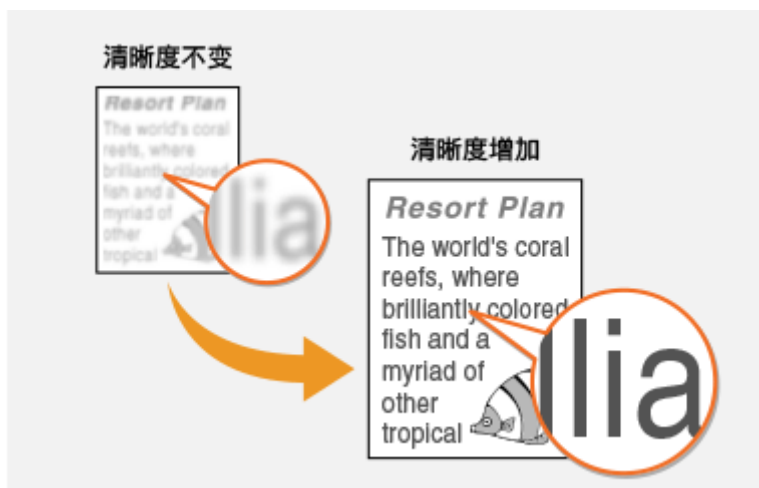 清晰度不变
Resort Plan
The world's coral
reets, where
brilliantly colored
fish and a
myriad of
other
tropical
lia
清晰度增加
Resort Plan
The world's coral
reefs, where
brilliantly colored
fish and a
myriad of
other
tropical
llia